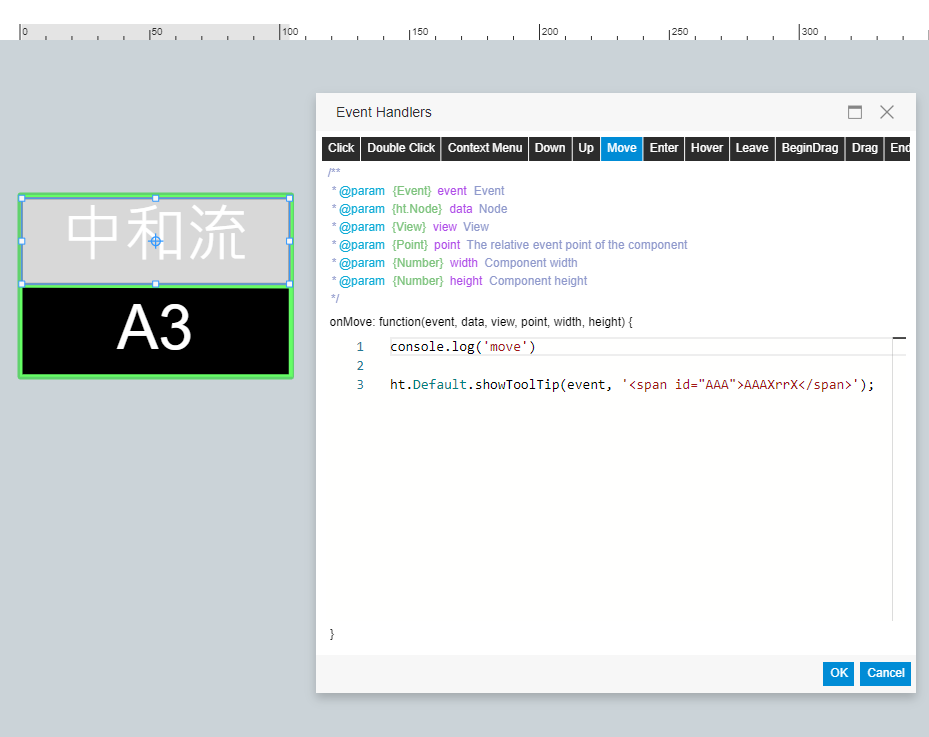 0 50 100 150 200 250 300
Event Handlers
Click Double Click Context Menu Down Up Move Enter Hover Leave BeginDrag Drag End
中和流
A3
/**
* @param {Event} event Event
* @param {ht.Node} data Node
* @param {View} view View
* @param {Point} point The relative event point of the component
* @param {Number} width Component width
* @param {Number} height Component height
*/
onMove: function(event, data, view, point, width, height) {
1 console.log('move')
2
3 ht.Default.showToolTip(event, '<span id="AAA">AAAXrrX</span>');
}
OK Cancel